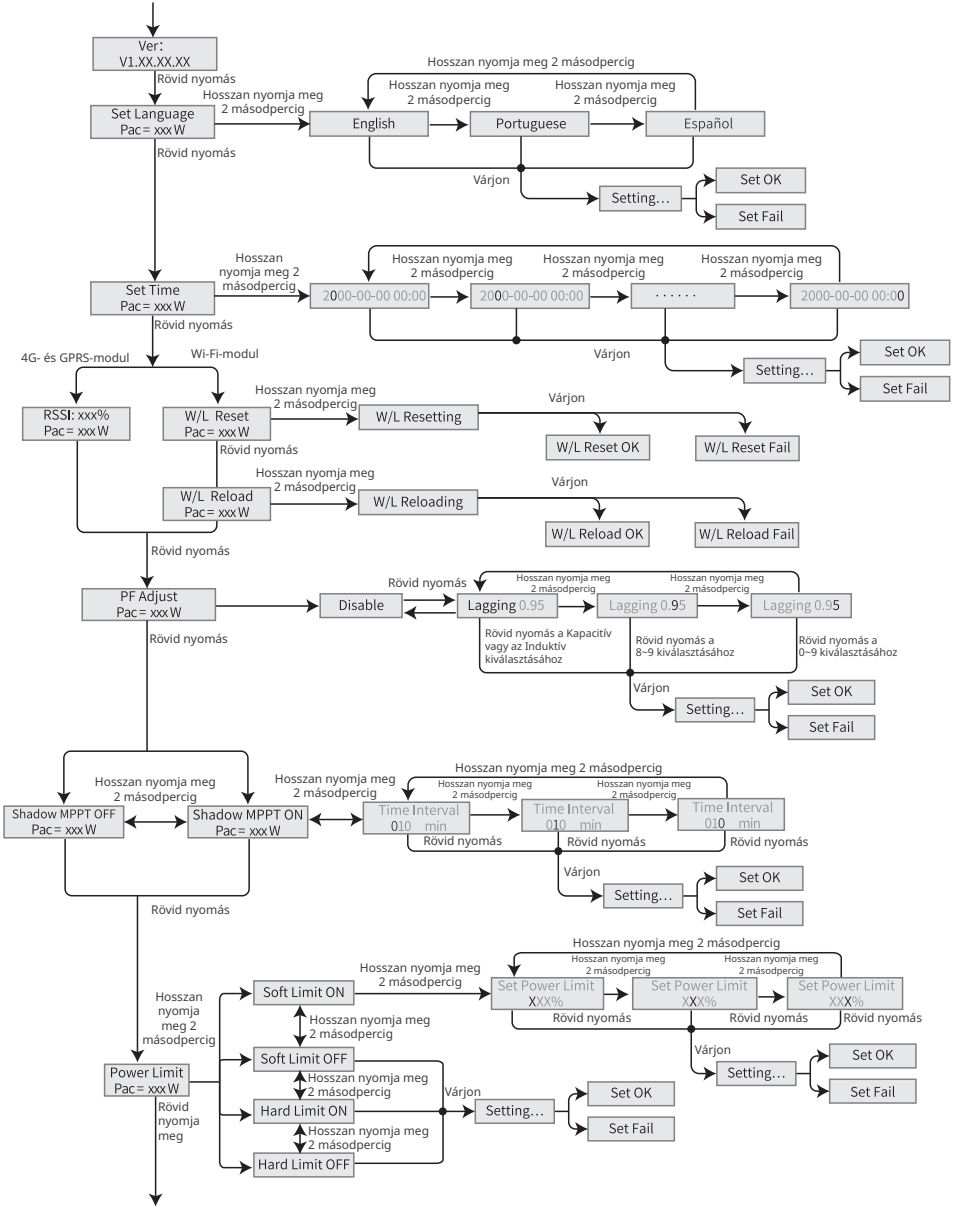 Ver:
V1.XX.XX.XX
Rövid nyomás
Hosszan nyomja meg 2 másodpercig
Hosszan nyomja meg
2 másodpercig
Hosszan nyomja meg
2 másodpercig
Hosszan nyomja meg
2 másodpercig
Set Language
Pac= xxx W
English
Portuguese
Español
Rövid nyomás
Várjon
Setting...
Set OK
Set Fail
Hosszan
nyomja meg 2
másodpercig
Hosszan nyomja meg
2 másodpercig
Hosszan nyomja meg
2 másodpercig
Hosszan nyomja meg
2 másodpercig
Set Time
Pac= xxx W
2000-00-00 00:00
2000-00-00 00:00
······
2000-00-00 00:00
Rövid nyomás
Várjon
Setting...
Set OK
Set Fail
4G- és GPRS-modul
Wi-Fi-modul
RSSI: xxx%
Pac= xxx W
W/L Reset
Pac= xxx W
Hosszan nyomja meg
2 másodpercig
W/L Resetting
Várjon
W/L Reset OK
W/L Reset Fail
Rövid nyomás
W/L Reload
Pac= xxx W
Hosszan nyomja meg
2 másodpercig
W/L Reloading
Várjon
W/L Reload OK
W/L Reload Fail
Rövid nyomás
PF Adjust
Pac= xxx W
Disable
Rövid nyomás
Hosszan nyomja meg
2 másodpercig
Hosszan nyomja meg
2 másodpercig
Lagging 0.95
Lagging 0.95
Lagging 0.95
Rövid nyomás a Kapacitív
vagy az Induktív
kiválasztásához
Rövid nyomás a
8~9 kiválasztásához
Rövid nyomás a
0~9 kiválasztásához
Rövid nyomás
Várjon
Setting...
Set OK
Set Fail
Hosszan nyomja meg
2 másodpercig
Hosszan nyomja meg
2 másodpercig
Hosszan nyomja meg 2 másodpercig
Hosszan nyomja meg
2 másodpercig
Hosszan nyomja meg
2 másodpercig
Shadow MPPT OFF
Pac= xxx W
Shadow MPPT ON
Pac= xxx W
Time Interval
010 min
Time Interval
010 min
Time Interval
010 min
Rövid nyomás
Rövid nyomás
Rövid nyomás
Várjon
Setting...
Set OK
Set Fail
Rövid nyomás
Hosszan nyomja meg 2 másodpercig
Hosszan nyomja meg
2 másodpercig
Hosszan nyomja meg
2 másodpercig
Hosszan nyomja meg
2 másodpercig
Hosszan
nyomja
meg 2
másodpercig
Soft Limit ON
Set Power Limit
XXX%
Set Power Limit
XXX%
Set Power Limit
XXX%
Rövid nyomás
Rövid nyomás
Rövid nyomás
Hosszan nyomja meg
2 másodpercig
Soft Limit OFF
Várjon
Setting...
Set OK
Set Fail
Power Limit
Pac= xxx W
Hosszan nyomja meg
2 másodpercig
Hard Limit ON
Várjon
Setting...
Set OK
Set Fail
Rövid
nyomja
meg
Hosszan nyomja meg
2 másodpercig
Hard Limit OFF